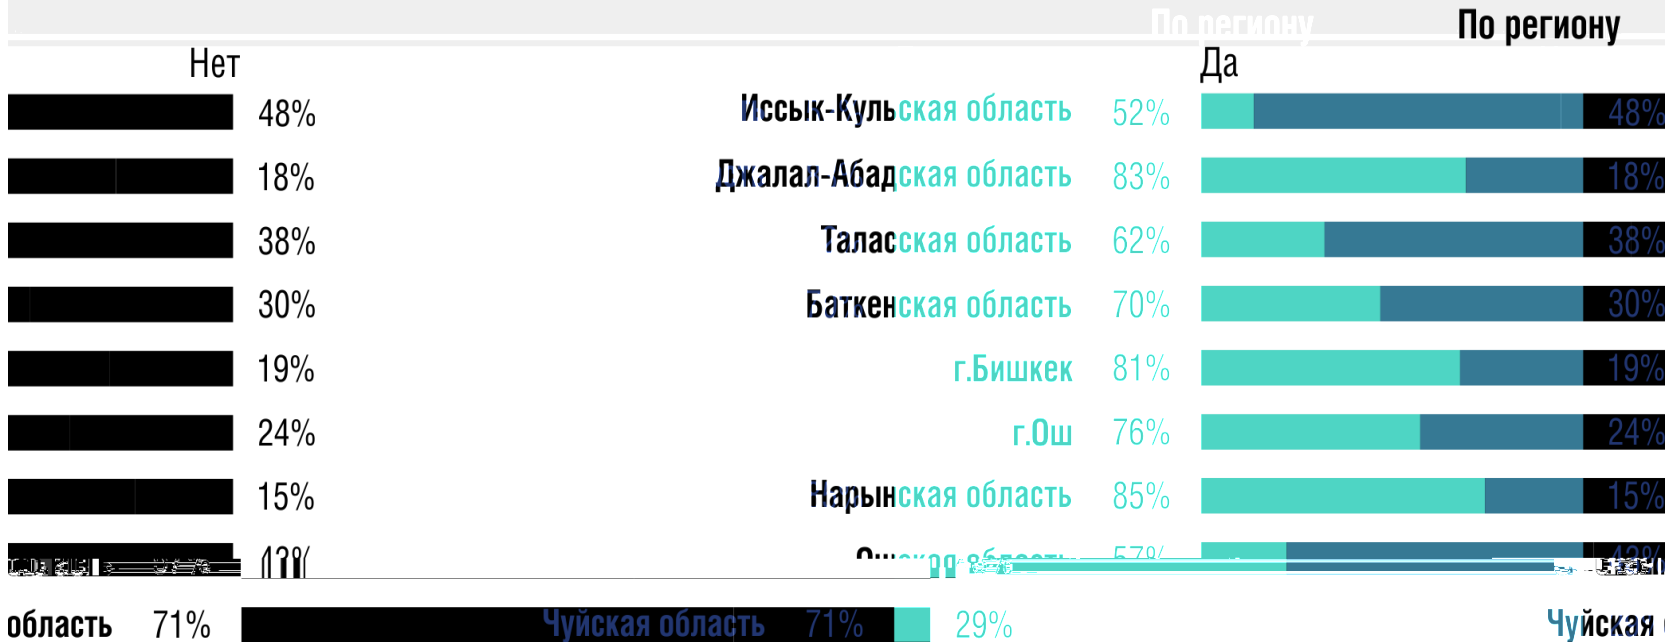 По региону По региону
Нет Да
48% Иссык-Кульская область 52% 48%
18% Джалал-Абадская область 83% 18%
38% Таласская область 62% 38%
30% Баткенская область 70% 30%
19% г.Бишкек 81% 19%
24% г.Ош 76% 24%
15% Нарынская область 85% 15%
область 71% Чуйская область 71% 29% Чуйская